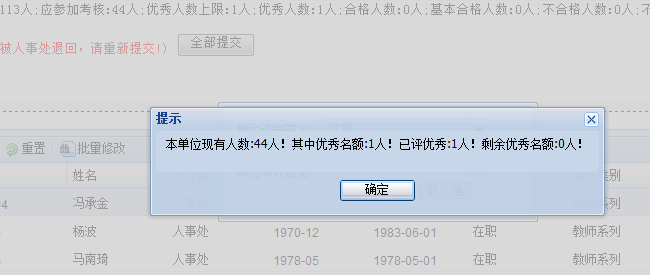 113人;应参加考核:44人;优秀人数上限:1人;优秀人数:1人;合格人数:0人;基本合格人数:0人;不合格人数:0人;不
被人事处退回，请重新提交!) 全部提交
提示
本单位现有人数:44人！其中优秀名额:1人！已评优秀:1人！剩余优秀名额:0人！
确定
重置 批量修改
姓名 类别
04 冯承金
杨波 人事处 1970-12 1983-06-01 在职 教师系列
马南琦 人事处 1978-05 1978-05-01 在职 教师系列